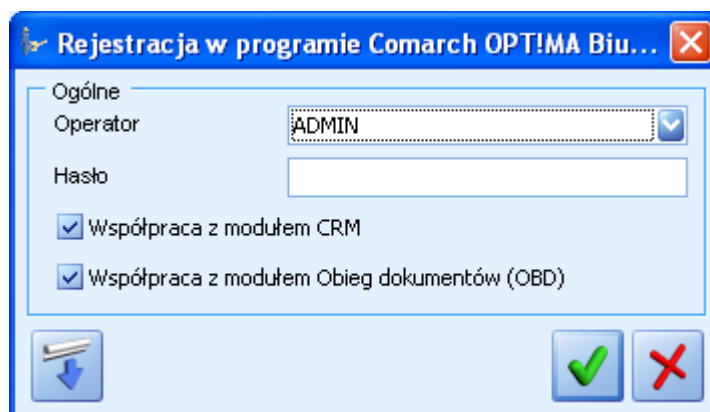 Rejestracja w programie Comarch OPT!MA Biu...
Ogólne
Operator
ADMIN
Hasło
Współpraca z modułem CRM
Współpraca z modułem Obieg dokumentów (OBD)